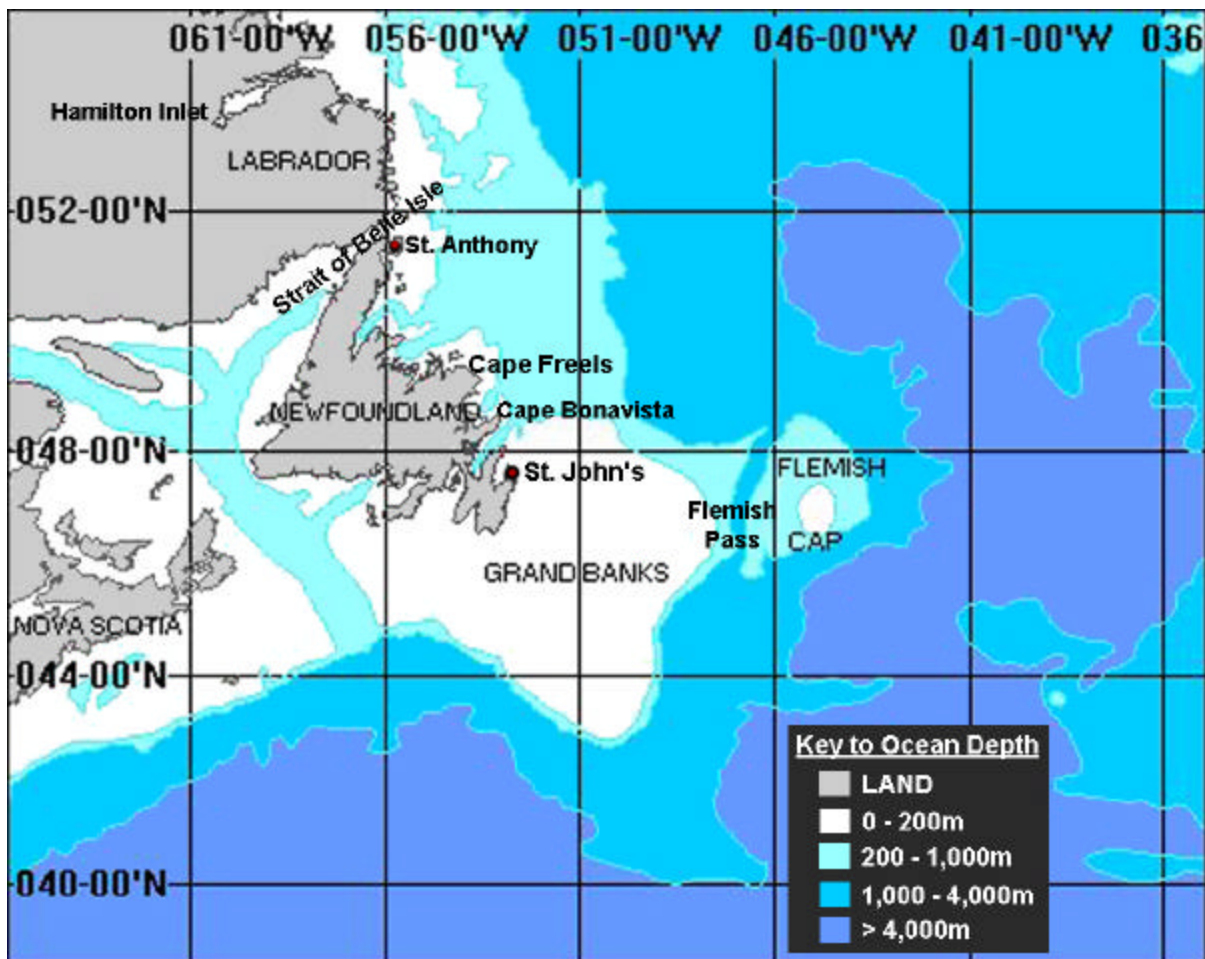 061-00'W 056-00'W 051-00'W 046-00'W 041-00'W 036
Hamilton Inlet
LABRADOR
052-00'N
Strait of Belle Isle
St. Anthony
Cape Freels
NEWFOUNDLAND
Cape Bonavista
048-00'N
St. John's
FLEMISH
CAP
Flemish
Pass
GRAND BANKS
NOVA SCOTIA
044-00'N
Key to Ocean Depth
LAND
0 - 200m
200 - 1,000m
1,000 - 4,000m
> 4,000m
040-00'N